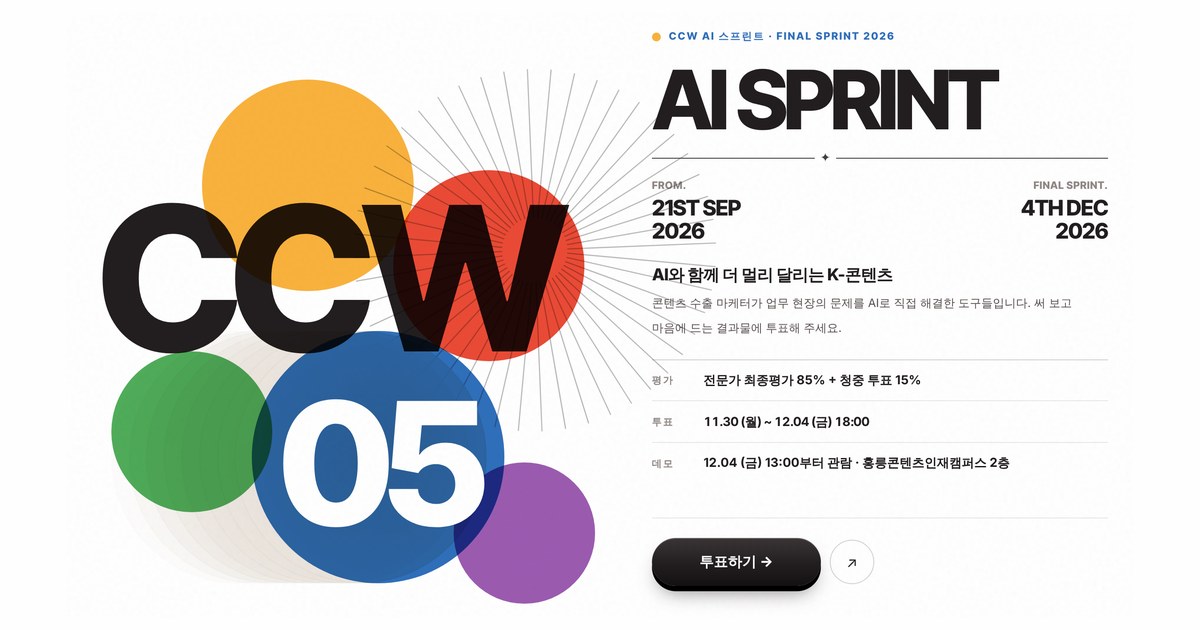 CCW
05
CCW AI 스프린트 · FINAL SPRINT 2026
AI SPRINT
FROM.
21ST SEP
2026
FINAL SPRINT.
4TH DEC
2026
AI와 함께 더 멀리 달리는 K-콘텐츠
콘텐츠 수출 마케터가 업무 현장의 문제를 AI로 직접 해결한 도구들입니다. 써 보고
마음에 드는 결과물에 투표해 주세요.
평가 전문가 최종평가 85% + 청중 투표 15%
투표 11.30 (월) ~ 12.04 (금) 18:00
데모 12.04 (금) 13:00부터 관람 · 홍릉콘텐츠인재캠퍼스 2층
투표하기 →